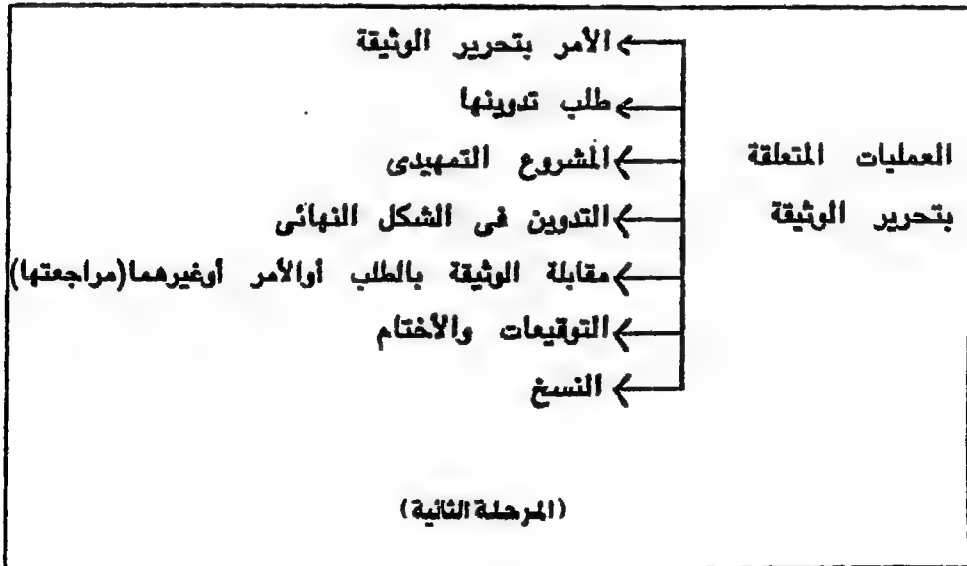 العمليات المتعلقة
بتحرير الوثيقة
الأمر بتحرير الوثيقة
طلب تدوينها
المشروع التمهيدى
التدوين فى الشكل النهائى
مقابلة الوثيقة بالطلب أوالأمر أوغيرهما(مراجعتها)
التوقيعات والأختام
النسخ
(المرحلة الثانية)